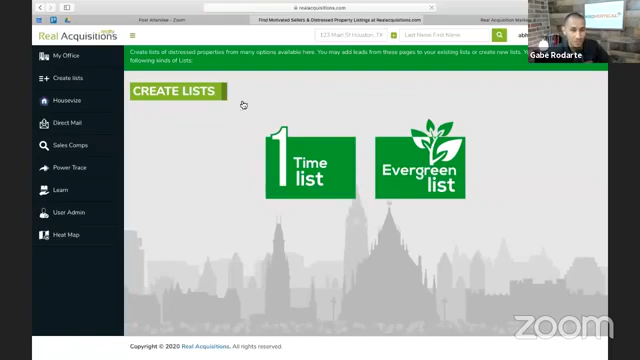 realacquisitions.com
Post Attendee - Zoom
Find Motivated Sellers & Distressed Property Listings at Realacquisitions.com
Real Acquisition Market
Real Acquisitions
123 Main St Houston, TX
Last Name First Name
Create lists of distressed properties from many options available here. You may add leads from these pages to your existing lists or create new lists.
following kinds of Lists:
My Office
Create lists
Housevize
Direct Mail
Sales Comps
Power Trace
Learn
User Admin
Heat Map
CREATE LISTS
1 Time
list
Evergreen
list
Gabe Rodarte
Copyright © 2020 Real Acquisitions. All rights reserved.
zoom